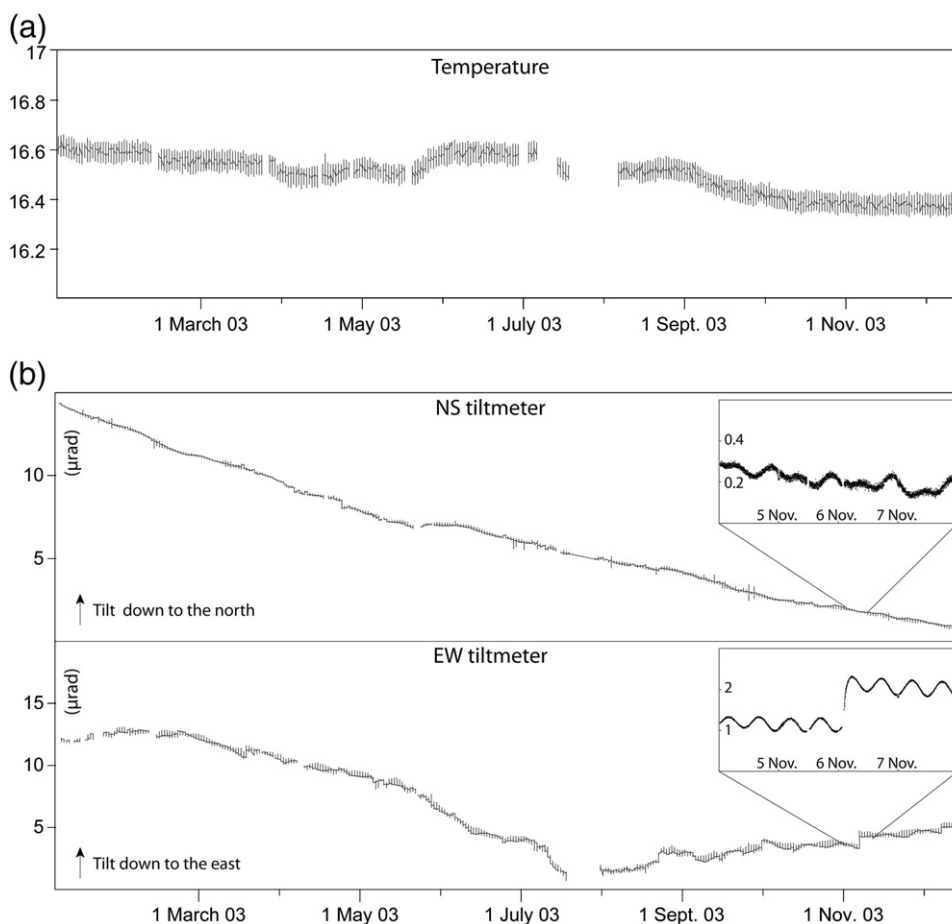 (a)
Temperature
17
16.8
16.6
16.4
16.2
1 March 03
1 May 03
1 July 03
1 Sept. 03
1 Nov. 03
(b)
NS tiltmeter
(μrad)
10
5
Tilt down to the north
0.4
0.2
5 Nov.
6 Nov.
7 Nov.
EW tiltmeter
(μrad)
15
10
5
Tilt down to the east
2
1
5 Nov.
6 Nov.
7 Nov.
1 March 03
1 May 03
1 July 03
1 Sept. 03
1 Nov. 03